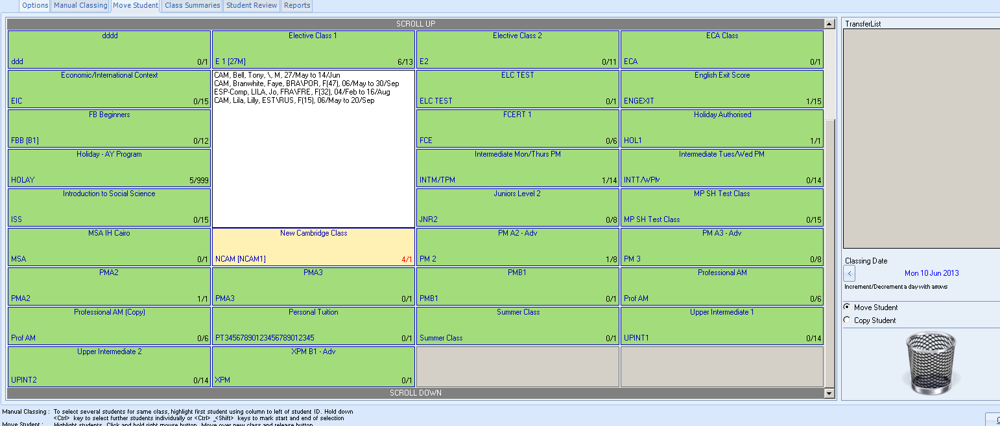 Options Manual Classing Move Student Class Summaries Student Review Reports
SCROLL UP
dddd
ddd 0/1
Elective Class 1
E 1 [27M] 6/13
Elective Class 2
E2 0/11
ECA Class
ECA 0/1
Economic/International Context
EIC 0/15
CAM, Bell, Tony, \, M, 27/May to 14/Jun
CAM, Branwhite, Faye, BRA\POR, F(47), 06/May to 30/Sep
ESP-Comp, LILA, Jo, FRA\FRE, F(32), 04/Feb to 16/Aug
CAM, Lila, Lilly, EST\RUS, F(15), 06/May to 20/Sep
ELC TEST
ELC TEST 0/1
English Exit Score
ENGEXIT 1/15
FB Beginners
FBB [B1] 0/12
FCERT 1
FCE 0/6
Holiday Authorised
HOL1 1/1
Holiday - AY Program
HOLAY 5/999
Intermediate Mon/Thurs PM
INTM/TPM 1/14
Intermediate Tues/Wed PM
INTT/WPM 0/14
Introduction to Social Science
ISS 0/15
Juniors Level 2
JNR2 0/8
MP SH Test Class
MP SH Test Class 0/15
MSA IH Cairo
MSA 0/1
New Cambridge Class
NCAM [NCAM1] 4/1
PM A2 - Adv
PM 2 1/8
PM A3 - Adv
PM 3 0/8
PMA2
PMA2 1/1
PMA3
PMA3 0/1
PMB1
PMB1 0/1
Professional AM
Prof AM 0/6
Professional AM (Copy)
Prof AM 0/6
Personal Tuition
PT34567890123456789012345 0/1
Summer Class
Summer Class 0/1
Upper Intermediate 1
UPINT1 0/14
Upper Intermediate 2
UPINT2 0/14
XPM B1 - Adv
XPM 0/1
SCROLL DOWN
TransferList
Classing Date
< Mon 10 Jun 2013
Increment/Decrement a day with arrows
Move Student
Copy Student
Manual Classing : To select several students for same class, highlight first student using column to left of student ID. Hold down
<Ctrl> key to select further students individually or <Ctrl> _<Shift> keys to mark start and end of selection
Move Student : Highlight students. Click and hold right mouse button. Move over new class and release button.